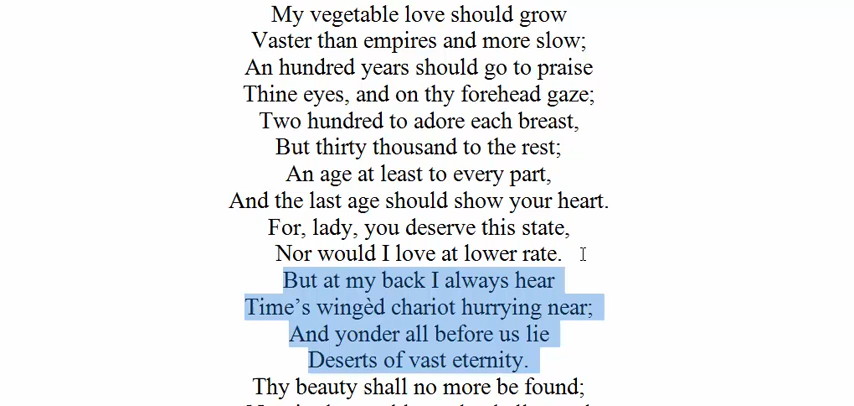 My vegetable love should grow
Vaster than empires and more slow;
An hundred years should go to praise
Thine eyes, and on thy forehead gaze;
Two hundred to adore each breast,
But thirty thousand to the rest;
An age at least to every part,
And the last age should show your heart.
For, lady, you deserve this state,
Nor would I love at lower rate.
But at my back I always hear
Time’s wingèd chariot hurrying near;
And yonder all before us lie
Deserts of vast eternity.
Thy beauty shall no more be found;